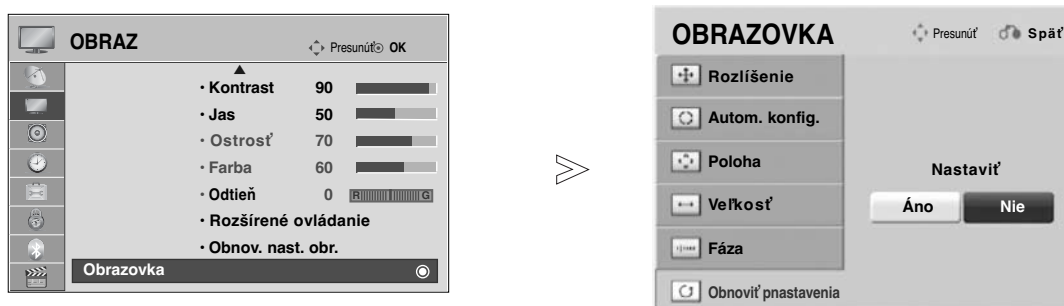 OBRAZ
Presunúť OK
· Kontrast 90
· Jas 50
· Ostrosť 70
· Farba 60
· Odtieň 0 R G
· Rozšírené ovládanie
· Obnov. nast. obr.
Obrazovka
OBRAZOVKA
Presunúť Späť
Rozlíšenie
Autom. konfig.
Poloha
Veľkosť
Fáza
Obnoviť pnastavenia
Nastaviť
Áno Nie